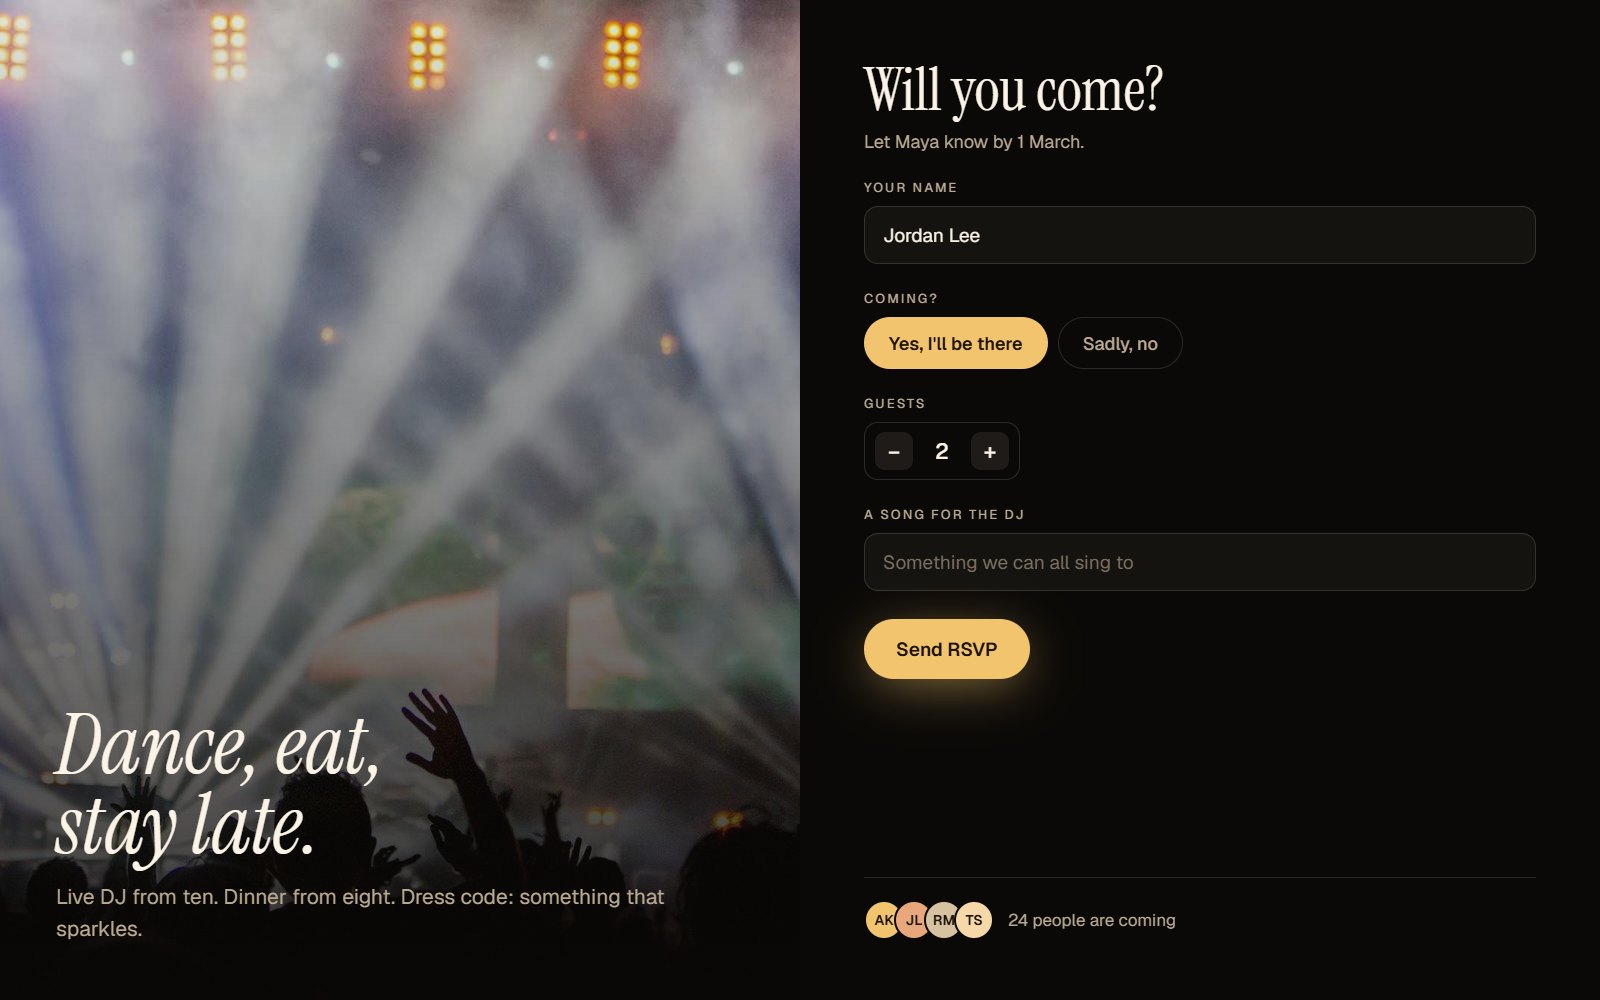 Dance, eat,
stay late.
Live DJ from ten. Dinner from eight. Dress code: something that
sparkles.
Will you come?
Let Maya know by 1 March.
YOUR NAME
Jordan Lee
COMING?
Yes, I'll be there
Sadly, no
GUESTS
− 2 +
A SONG FOR THE DJ
Something we can all sing to
Send RSVP
AK JL RM TS 24 people are coming